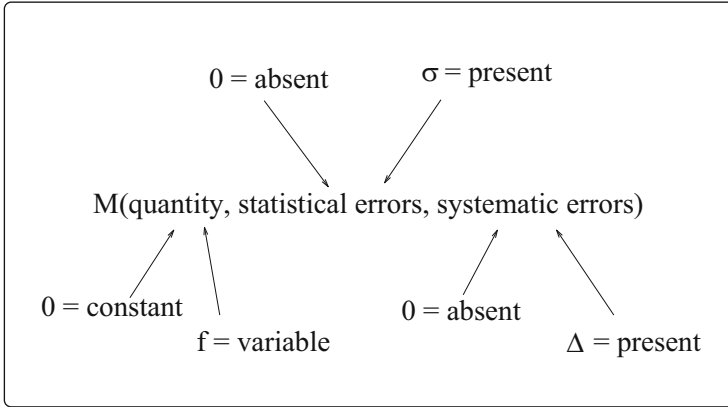 0 = absent
σ = present
M(quantity, statistical errors, systematic errors)
0 = constant
0 = absent
f = variable
Δ = present